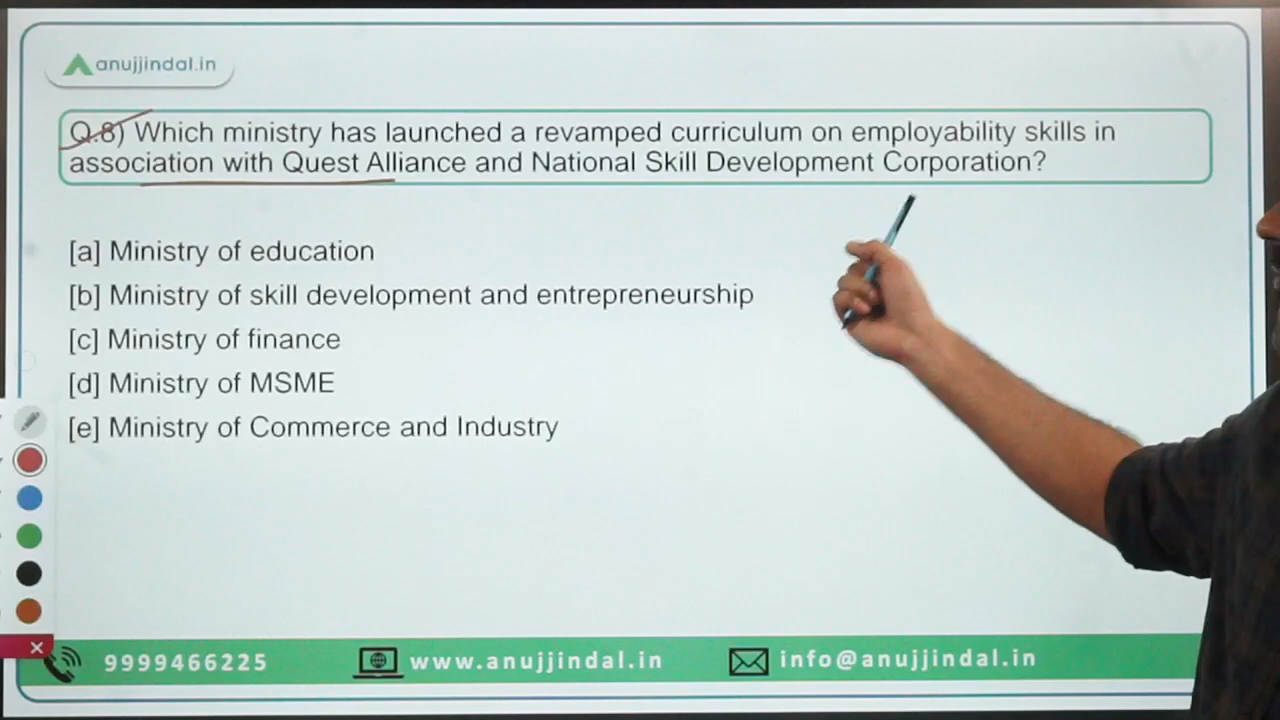 anujjindal.in
Q.8) Which ministry has launched a revamped curriculum on employability skills in
association with Quest Alliance and National Skill Development Corporation?
[a] Ministry of education
[b] Ministry of skill development and entrepreneurship
[c] Ministry of finance
[d] Ministry of MSME
[e] Ministry of Commerce and Industry
9999466225 www.anujjindal.in info@anujjindal.in